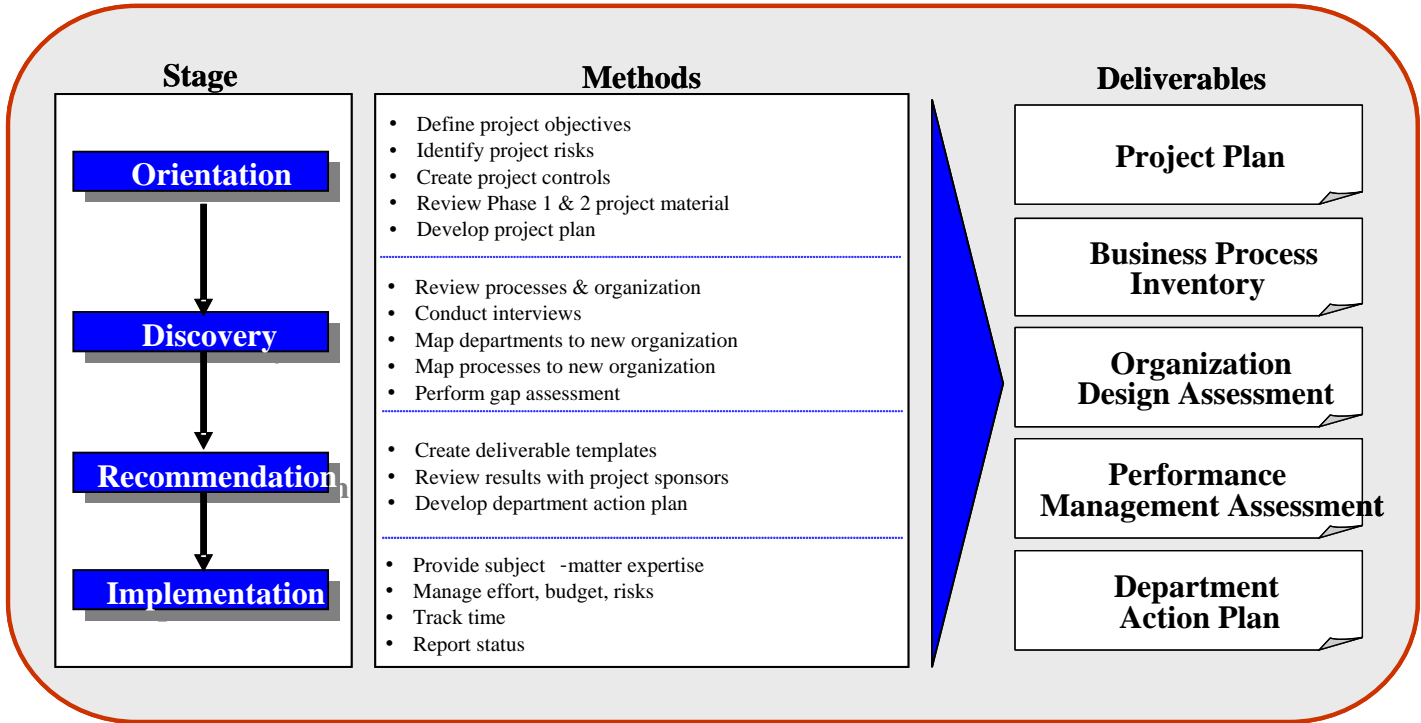 Stage
Orientation
Discovery
Recommendation
Implementation
Methods
• Define project objectives
• Identify project risks
• Create project controls
• Review Phase 1 & 2 project material
• Develop project plan
• Review processes & organization
• Conduct interviews
• Map departments to new organization
• Map processes to new organization
• Perform gap assessment
• Create deliverable templates
• Review results with project sponsors
• Develop department action plan
• Provide subject -matter expertise
• Manage effort, budget, risks
• Track time
• Report status
Deliverables
Project Plan
Business Process
Inventory
Organization
Design Assessment
Performance
Management Assessment
Department
Action Plan